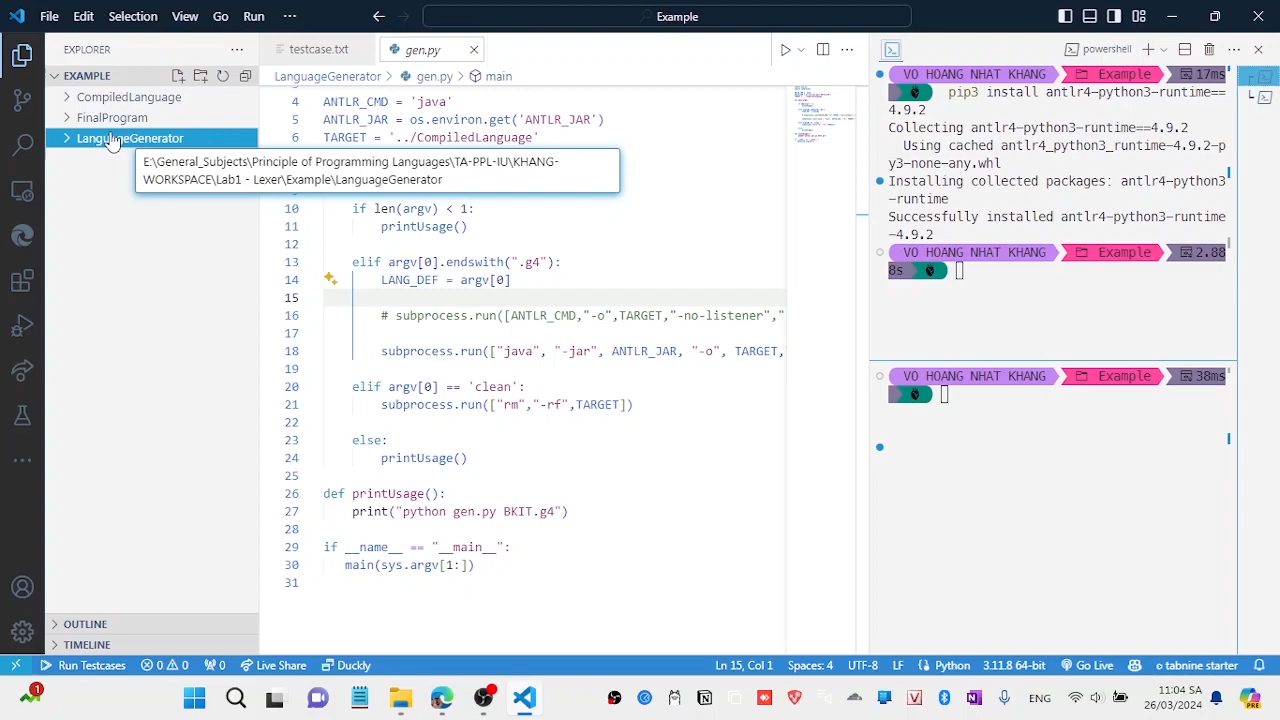 File Edit Selection View Go Run ··· Example
EXPLORER ···
EXAMPLE
CompiledLanguage
LanguageGenerator
E:\General_Subjects\Principle of Programming Languages\TA-PPL-IU\KHANG-
WORKSPACE\Lab1 - Lexer\Example\LanguageGenerator
OUTLINE
TIMELINE
testcase.txt gen.py
LanguageGenerator > gen.py > main
4 ANTLR_CMD = 'java'
5 ANTLR_JAR = os.environ.get('ANTLR_JAR')
6 TARGET = '../CompiledLanguage'
10 if len(argv) < 1:
11 printUsage()
12
13 elif argv[0].endswith(".g4"):
14 LANG_DEF = argv[0]
15
16 # subprocess.run([ANTLR_CMD,"-o",TARGET,"-no-listener","
17
18 subprocess.run(["java", "-jar", ANTLR_JAR, "-o", TARGET,
19
20 elif argv[0] == 'clean':
21 subprocess.run(["rm","-rf",TARGET])
22
23 else:
24 printUsage()
25
26 def printUsage():
27 print("python gen.py BKIT.g4")
28
29 if __name__ == "__main__":
30 main(sys.argv[1:])
31
powershell
VO HOANG NHAT KHANG Example 17ms
pip3 install antlr4-python3-runtime==
4.9.2
Collecting antlr4-python3-runtime==4.9.2
Using cached antlr4_python3_runtime-4.9.2-p
y3-none-any.whl
Installing collected packages: antlr4-python3
-runtime
Successfully installed antlr4-python3-runtime
-4.9.2
VO HOANG NHAT KHANG Example 2.88
8s
VO HOANG NHAT KHANG Example 38ms
Run Testcases 0 0 0 Live Share Duckly Ln 15, Col 1 Spaces: 4 UTF-8 LF Python 3.11.8 64-bit Go Live tabnine starter
1 ENG 1:04 SA
26/03/2024
PRE